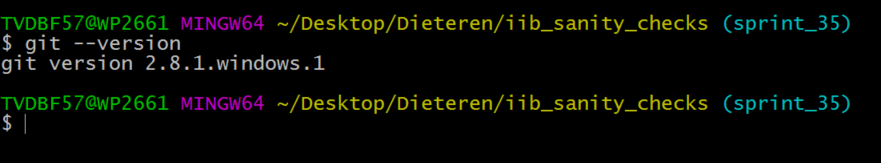 TVDBF57@WP2661 MINGW64 ~/Desktop/Dieteren/iib_sanity_checks (sprint_35)
$ git --version
git version 2.8.1.windows.1
TVDBF57@WP2661 MINGW64 ~/Desktop/Dieteren/iib_sanity_checks (sprint_35)
$